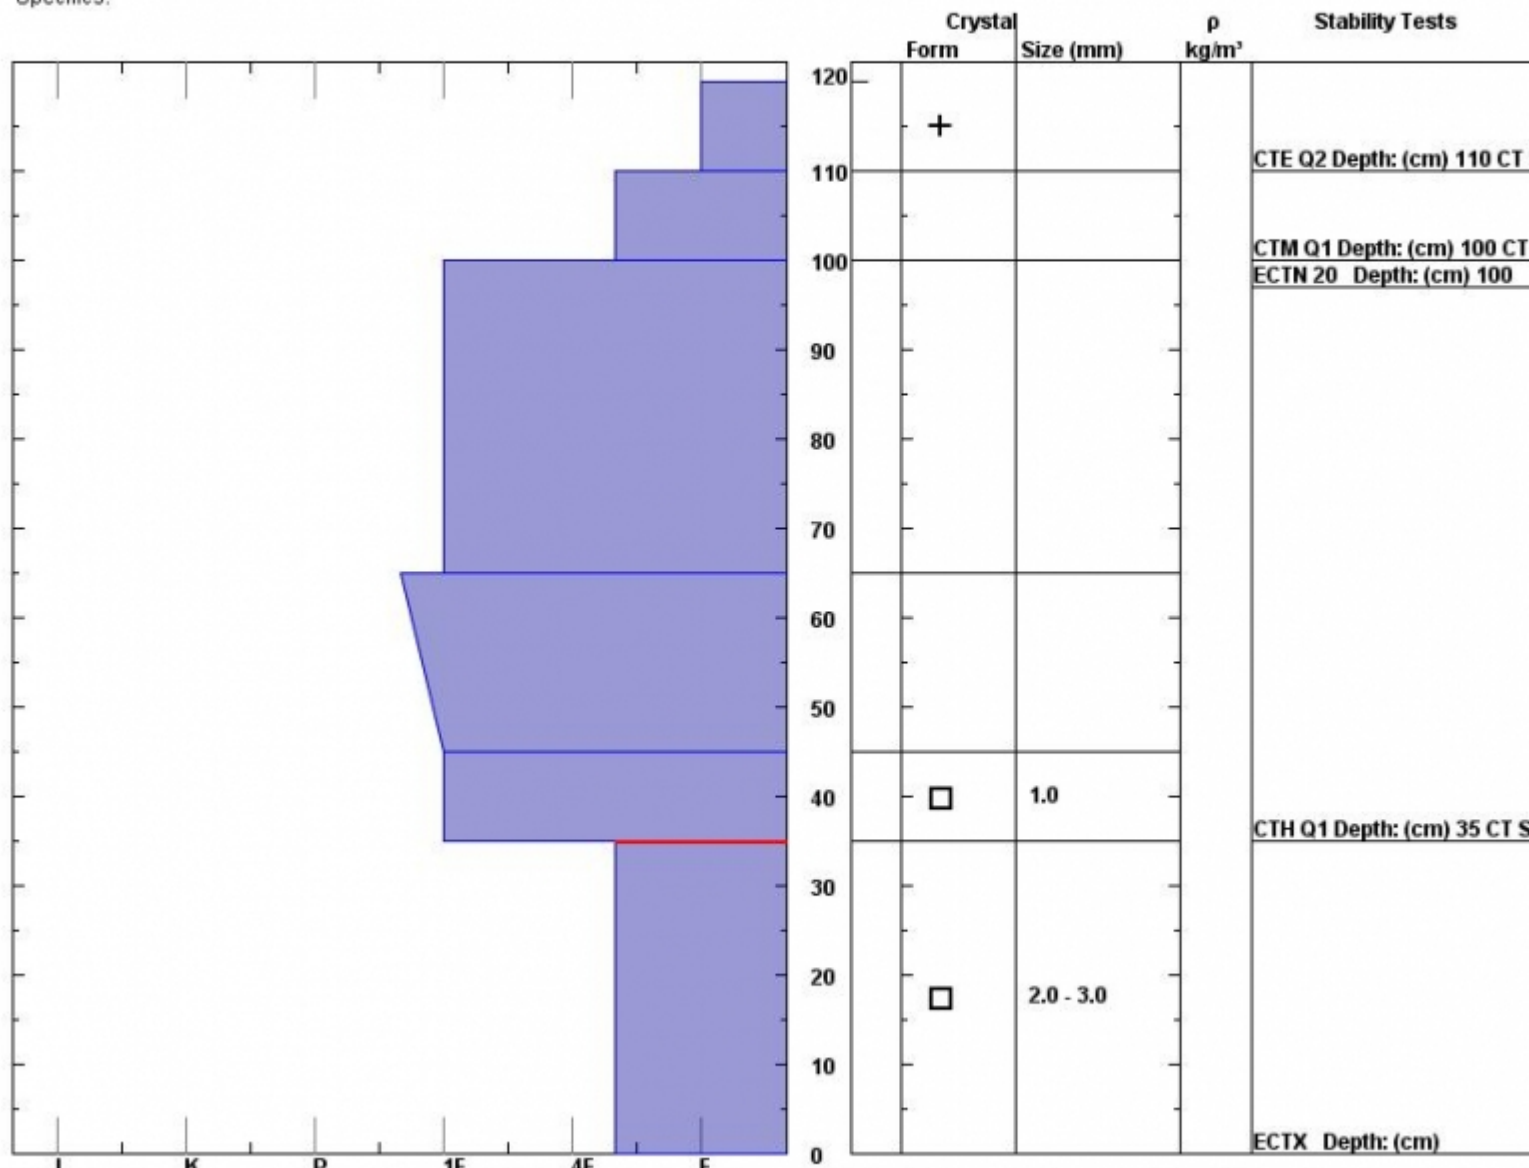 Specifics:
Crystal ρ Stability Tests
Form Size (mm) kg/m³
120
+
CTE Q2 Depth: (cm) 110 CT
110
CTM Q1 Depth: (cm) 100 CT
100
ECTN 20 Depth: (cm) 100
90
80
70
60
50
40 1.0
CTH Q1 Depth: (cm) 35 CT S
30
20 2.0 - 3.0
10
ECTX Depth: (cm)
0
I K P 1F 4F F